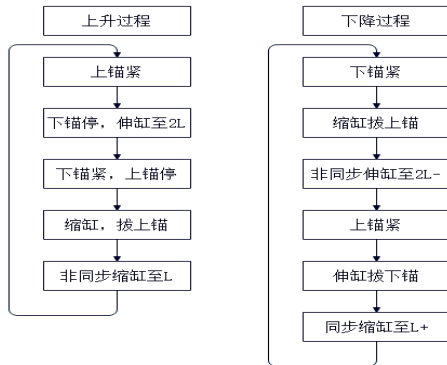 上升过程
上锚紧
下锚停，伸缸至2L
下锚紧，上锚停
缩缸，拔上锚
非同步缩缸至L
下降过程
下锚紧
缩缸拔上锚
非同步伸缸至2L-
上锚紧
伸缸拔下锚
同步缩缸至L+